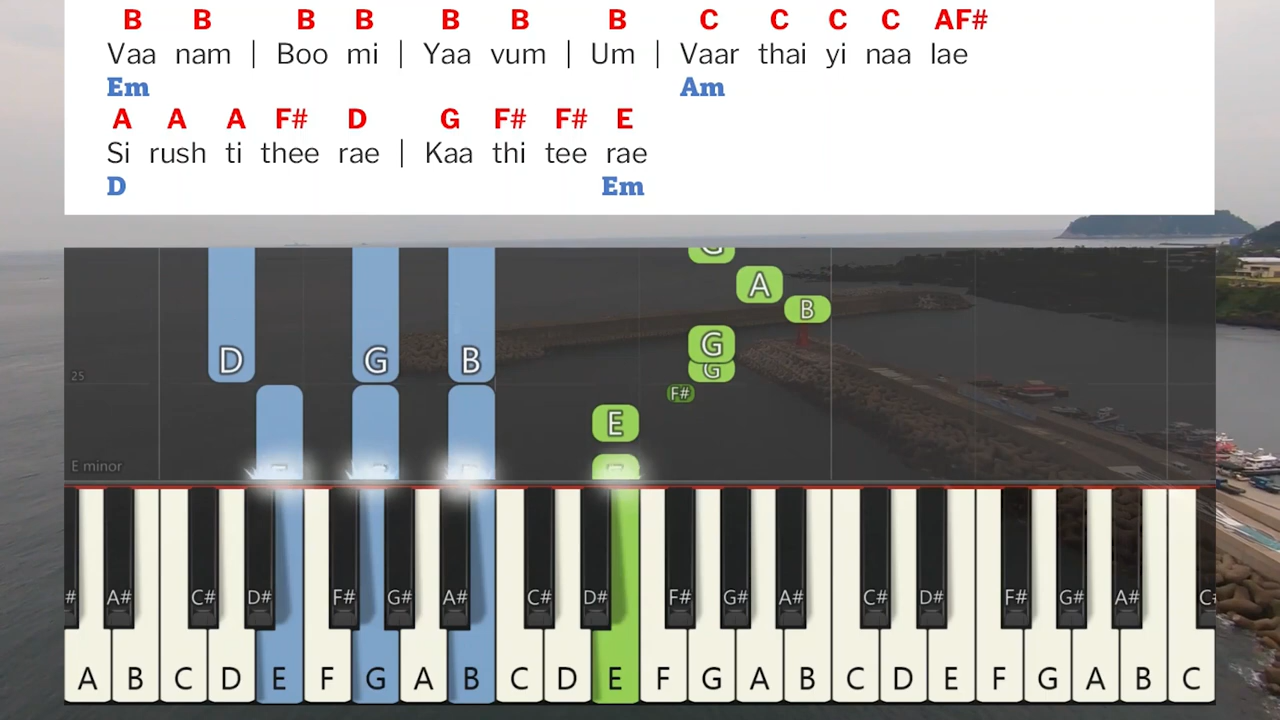 B B B B B B B C C C C AF#
Vaa nam | Boo mi | Yaa vum | Um | Vaar thai yi naa lae
Em Am
A A A F# D G F# F# E
Si rush ti thee rae | Kaa thi tee rae
D Em
G
A
B
D G B G
G
25
F#
E
E minor
# A# C# D# F# G# A# C# D# F# G# A# C# D# F# G# A# C
A B C D E F G A B C D E F G A B C D E F G A B C